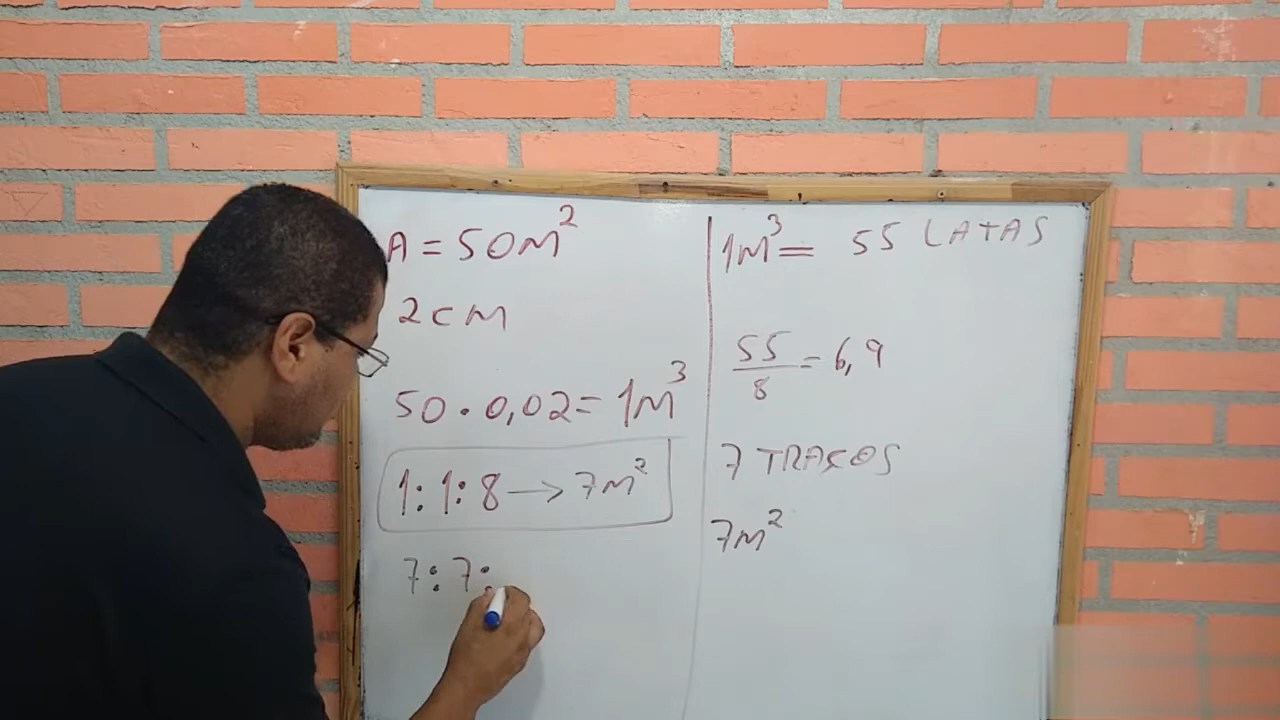 A = 50M²
2CM
50 . 0,02 = 1M³
1:1:8 → 7M²
7:7:
1M³ = 55 LATAS
55/8 = 6,9
7 TRAÇOS
7M²